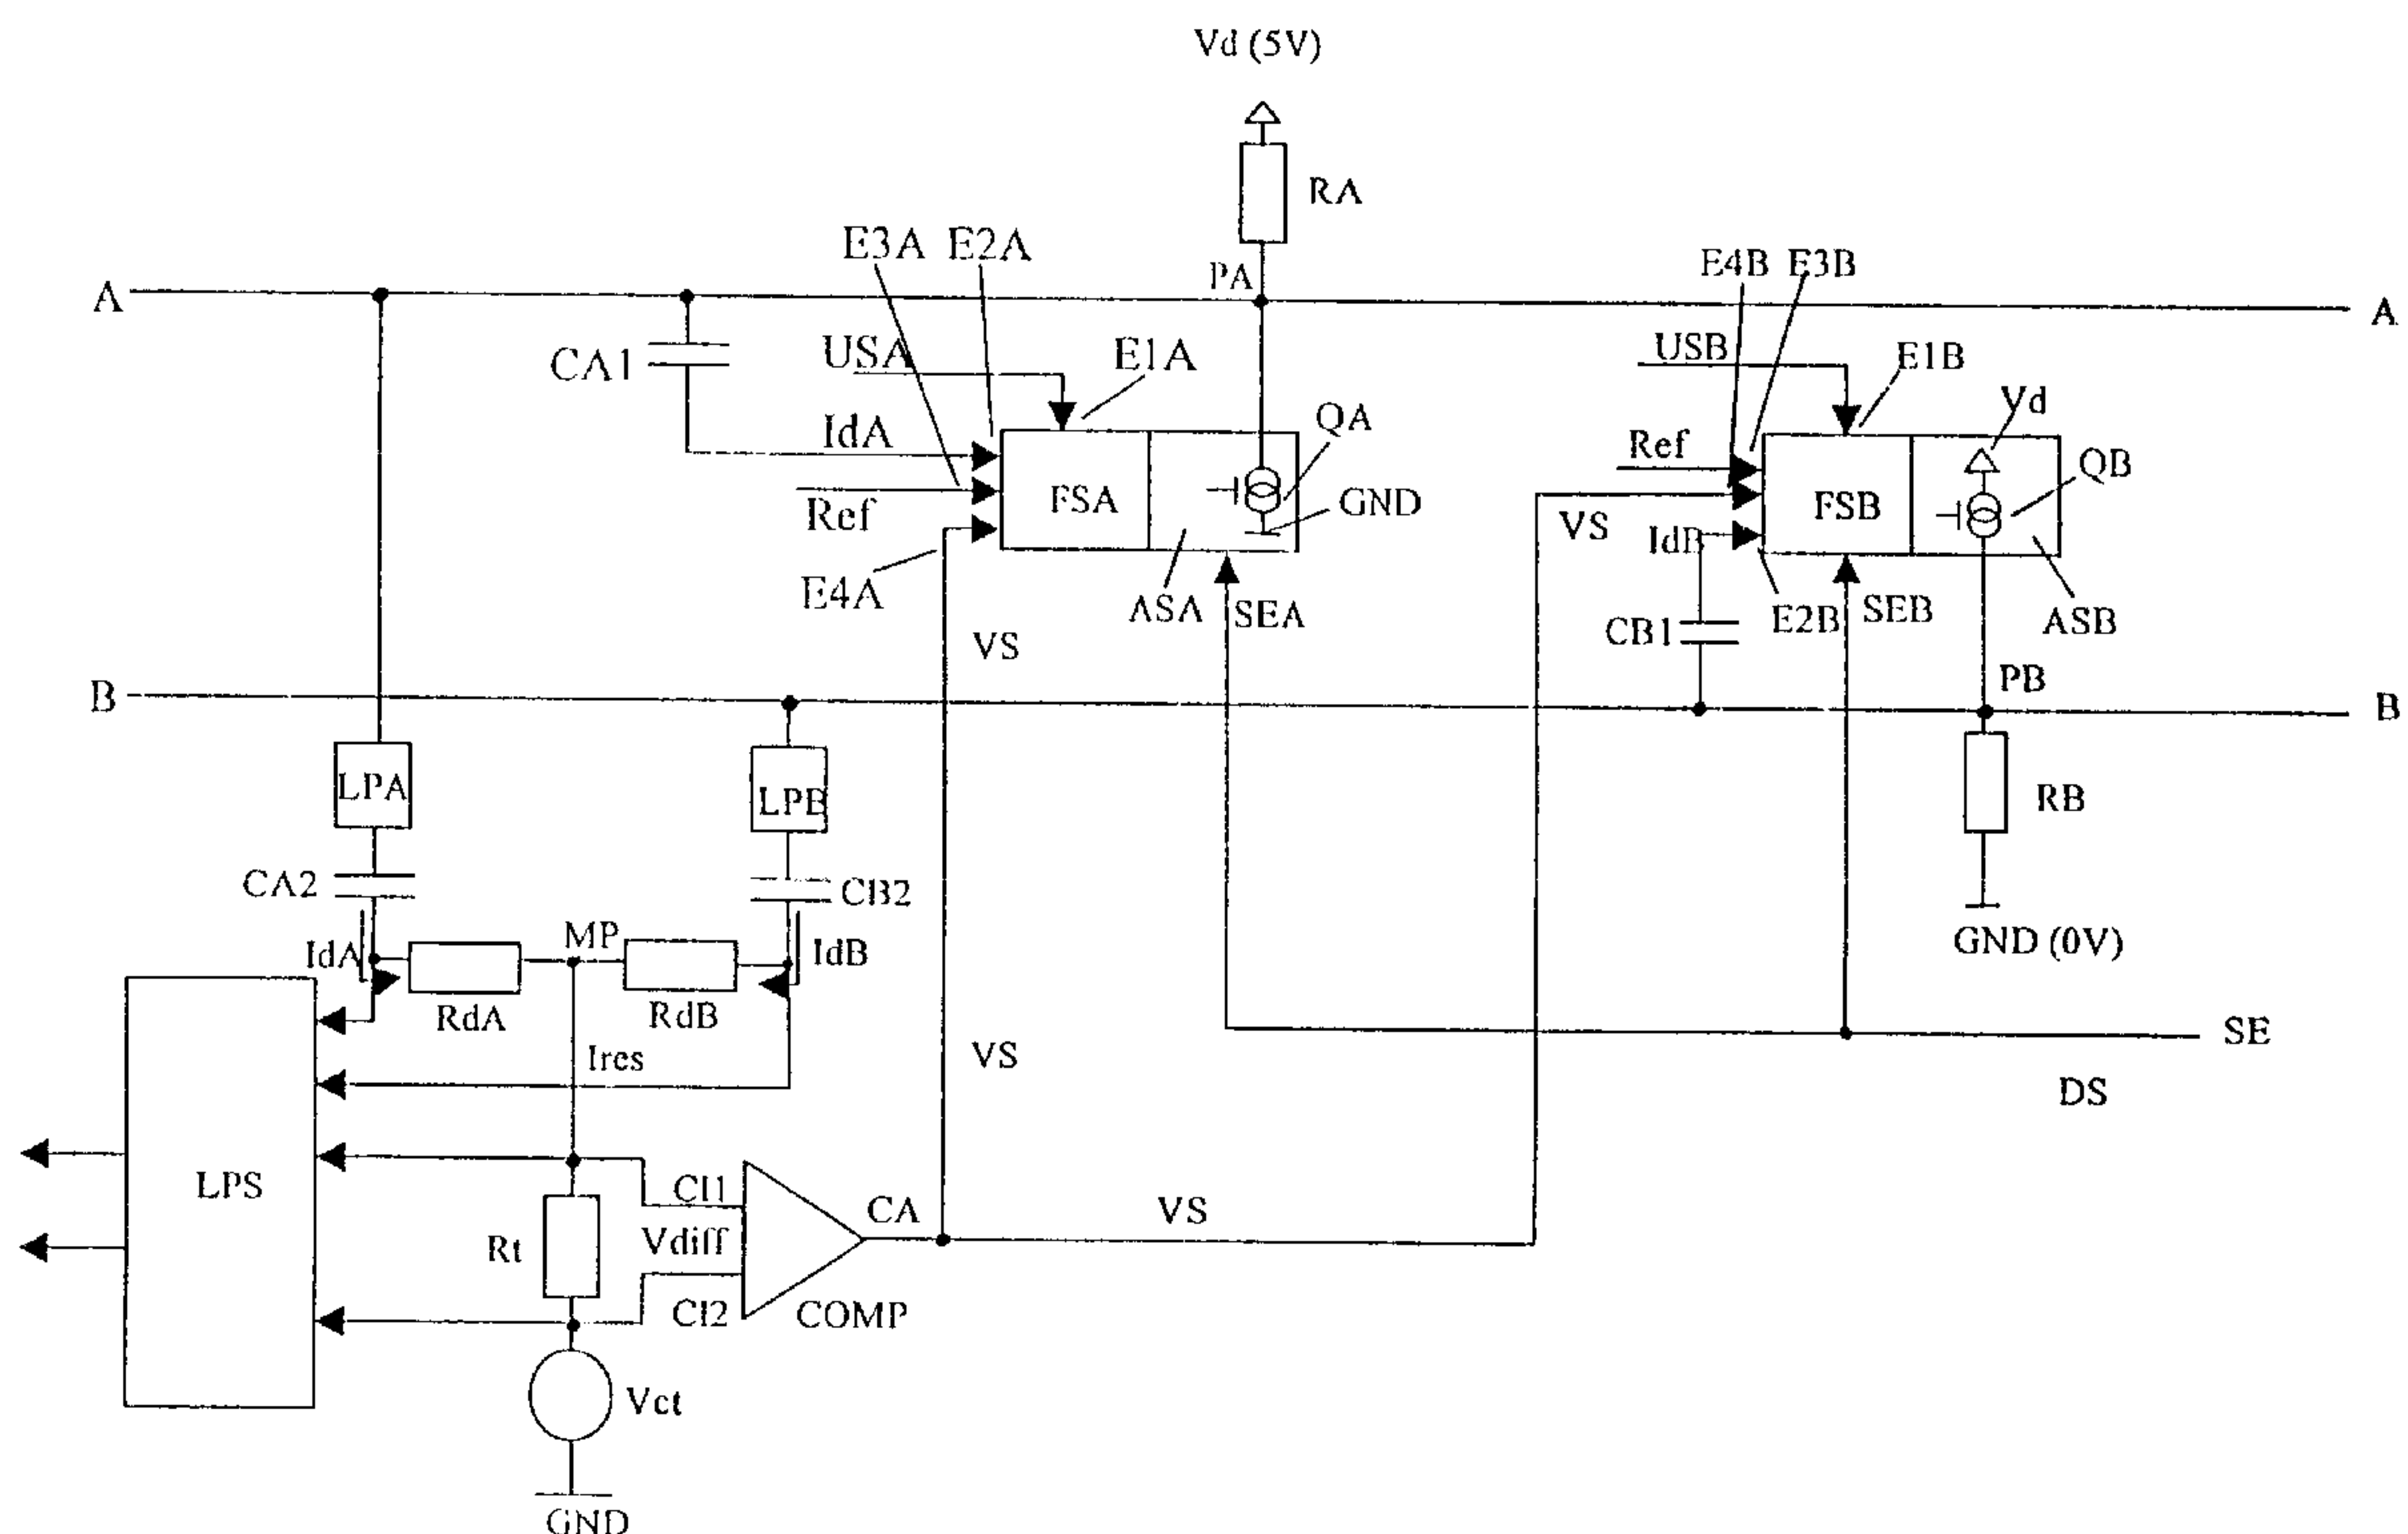 Vd (5V)
RA
E3A E2A
PA
E4B E3B
A
A
USA
E1A
USB
E1B
CA1
Vd
IdA
QA
Ref
QB
FSA
GND
FSB
Ref
VS
IdB
E4A
ASA
SEA
CB1
E2B
SEB
ASB
VS
PB
B
B
LPA
LPB
RB
CA2
CB2
IdA
MP
IdB
GND (0V)
RdA
RdB
SE
Ires
VS
DS
LPS
CI1
CA
VS
Rt
Vdiff
CI2
COMP
Vct
GND